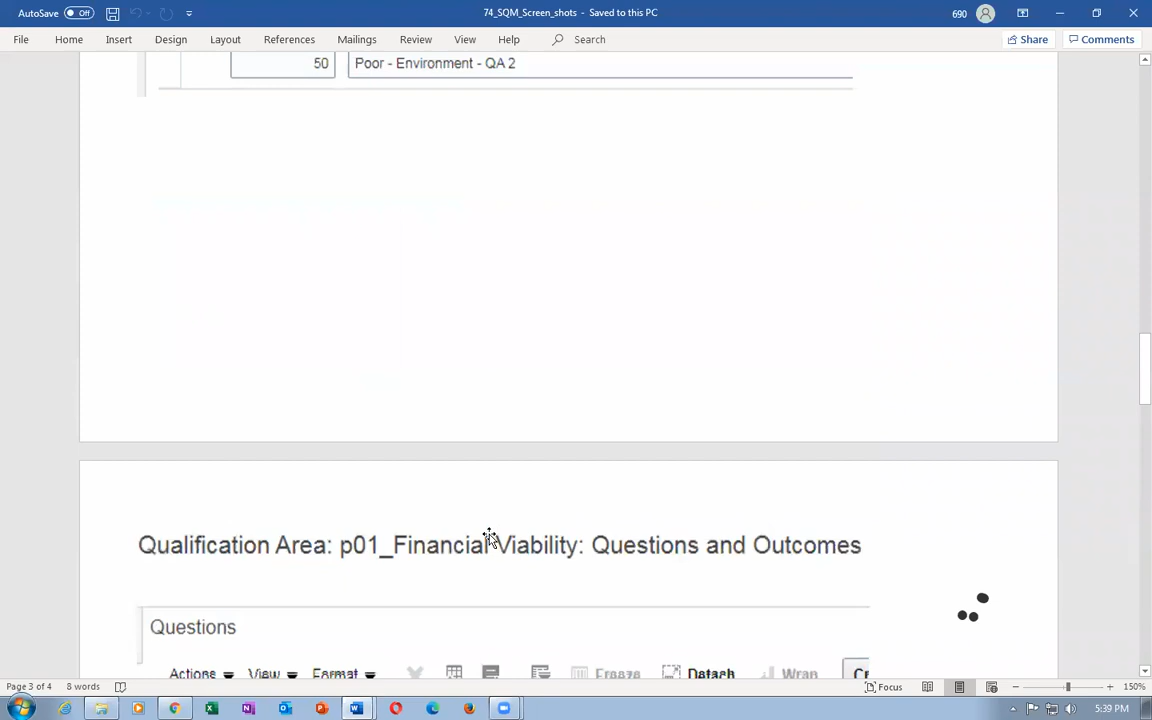 AutoSave Off 74_SQM_Screen_shots - Saved to this PC 690
File Home Insert Design Layout References Mailings Review View Help Search Share Comments
50 Poor - Environment - QA 2
Qualification Area: p01_Financial Viability: Questions and Outcomes
Questions
Actions View Format Freeze Detach Wrap
Page 3 of 4 8 words Focus 150%
5:39 PM